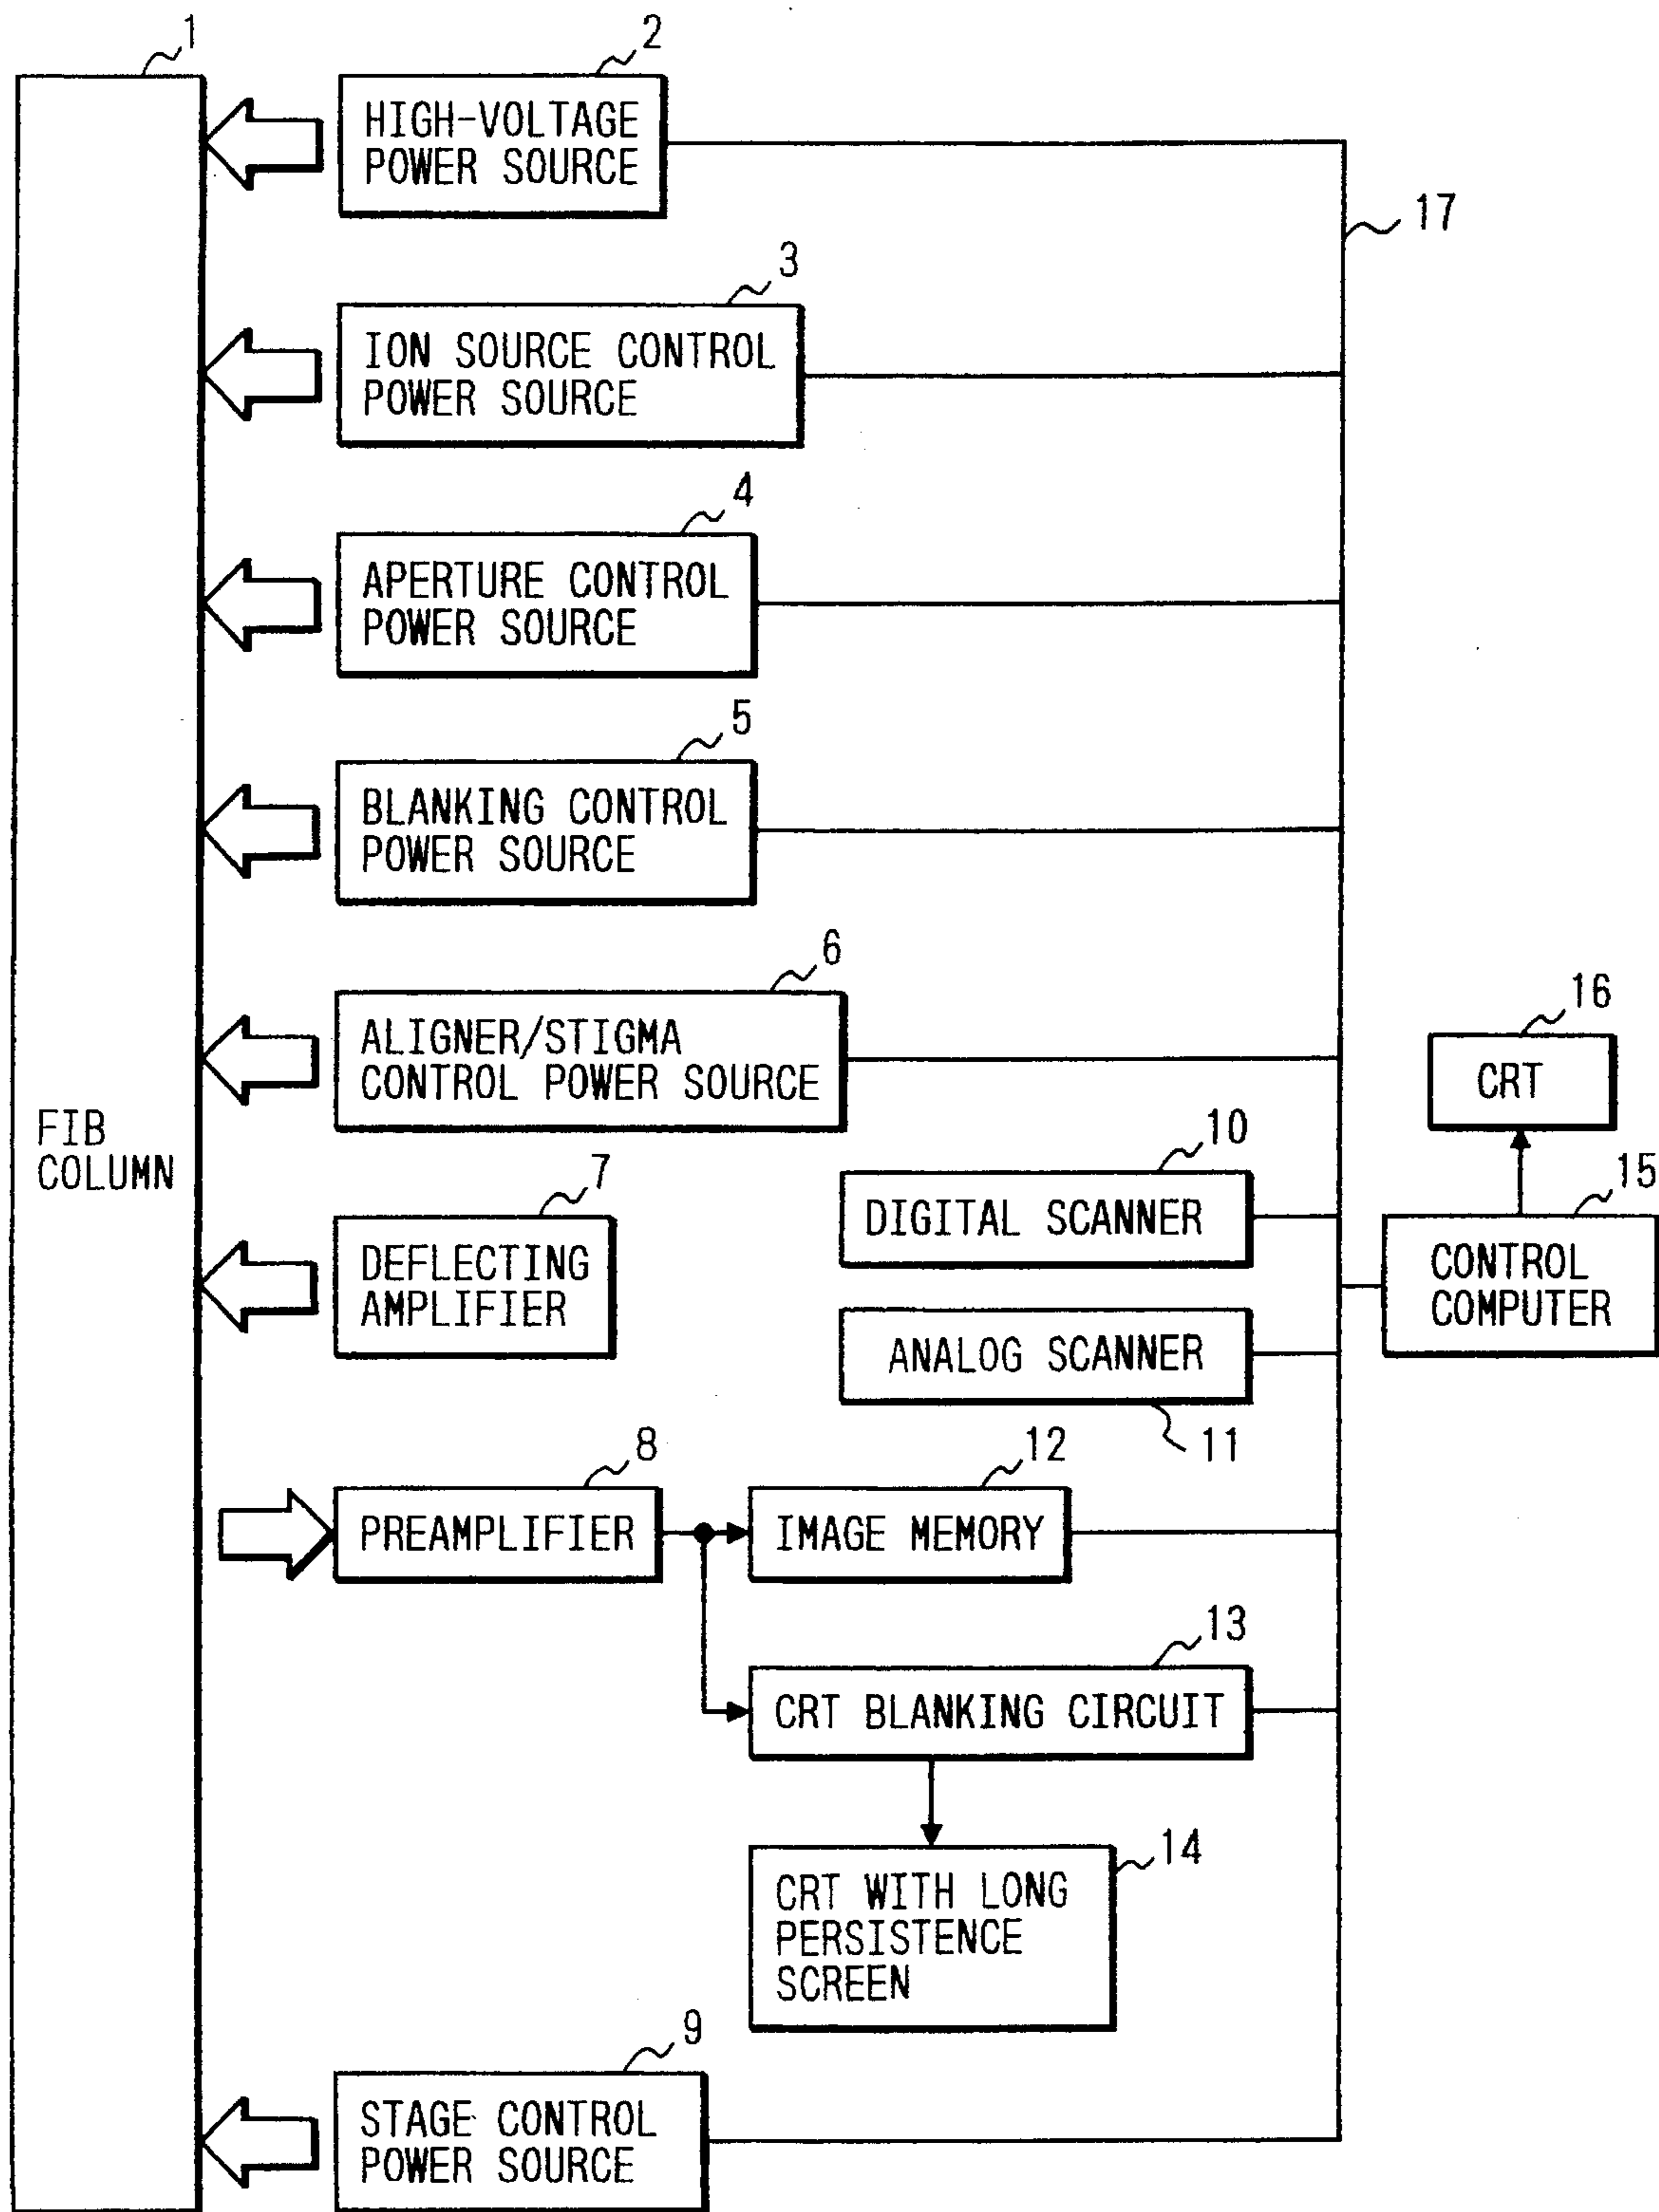 1
2
HIGH-VOLTAGE
POWER SOURCE
17
3
ION SOURCE CONTROL
POWER SOURCE
4
APERTURE CONTROL
POWER SOURCE
5
BLANKING CONTROL
POWER SOURCE
6
ALIGNER/STIGMA
CONTROL POWER SOURCE
16
CRT
FIB
COLUMN
10
DIGITAL SCANNER
7
DEFLECTING
AMPLIFIER
15
CONTROL
COMPUTER
ANALOG SCANNER
11
8
PREAMPLIFIER
12
IMAGE MEMORY
13
CRT BLANKING CIRCUIT
14
CRT WITH LONG
PERSISTENCE
SCREEN
9
STAGE CONTROL
POWER SOURCE